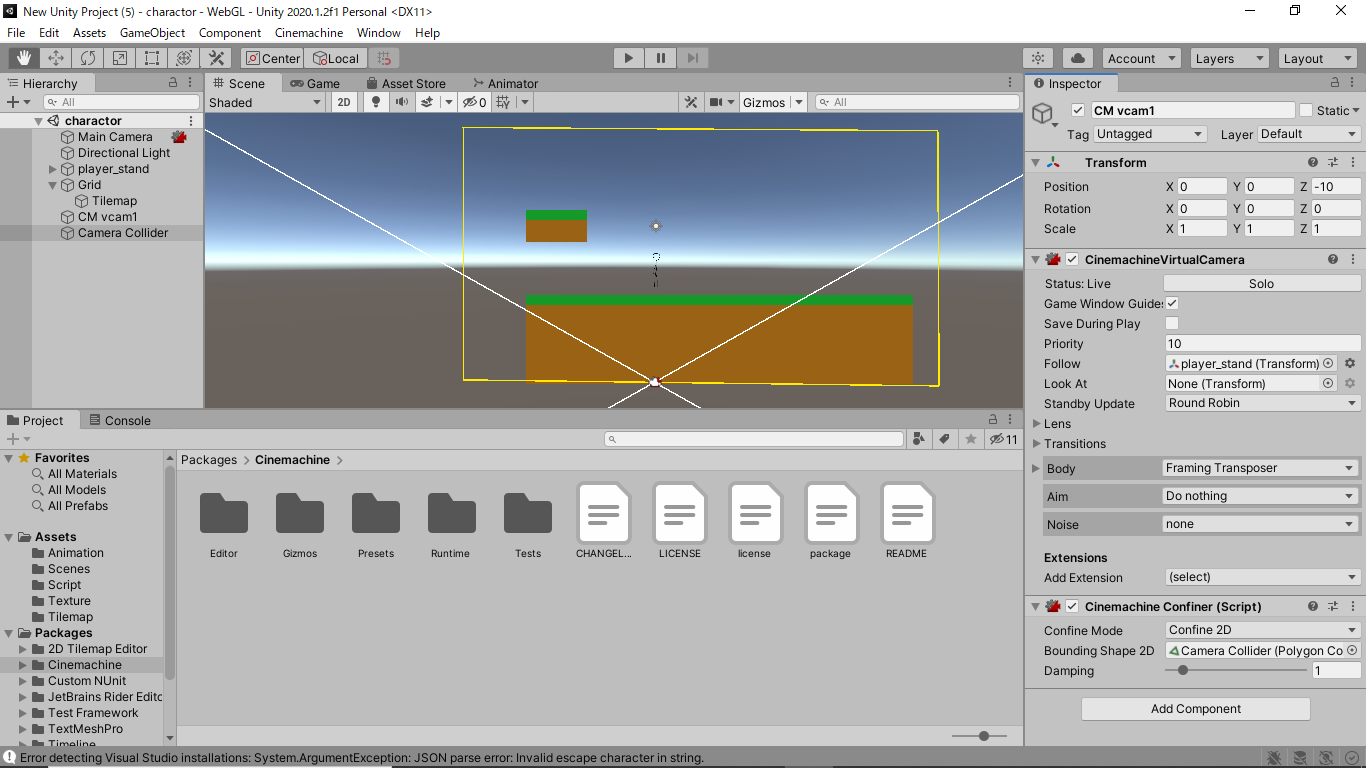 New Unity Project (5) - charactor - WebGL - Unity 2020.1.2f1 Personal <DX11>
File Edit Assets GameObject Component Cinemachine Window Help
Center Local Account Layers Layout
Hierarchy
All
charactor
Main Camera
Directional Light
player_stand
Grid
Tilemap
CM vcam1
Camera Collider
Scene Game Asset Store Animator
Shaded 2D 0 Gizmos All
Inspector
CM vcam1 Static
Tag Untagged Layer Default
Transform
Position X 0 Y 0 Z -10
Rotation X 0 Y 0 Z 0
Scale X 1 Y 1 Z 1
CinemachineVirtualCamera
Status: Live Solo
Game Window Guides
Save During Play
Priority 10
Follow player_stand (Transform)
Look At None (Transform)
Standby Update Round Robin
Lens
Transitions
Body Framing Transposer
Aim Do nothing
Noise none
Extensions
Add Extension (select)
Cinemachine Confiner (Script)
Confine Mode Confine 2D
Bounding Shape 2D Camera Collider (Polygon Co
Damping 1
Add Component
Project Console
11
Favorites
All Materials
All Models
All Prefabs
Assets
Animation
Scenes
Script
Texture
Tilemap
Packages
2D Tilemap Editor
Cinemachine
Custom NUnit
JetBrains Rider Edito
Test Framework
TextMeshPro
Timeline
Packages > Cinemachine >
Editor Gizmos Presets Runtime Tests CHANGEL... LICENSE license package README
Error detecting Visual Studio installations: System.ArgumentException: JSON parse error: Invalid escape character in string.